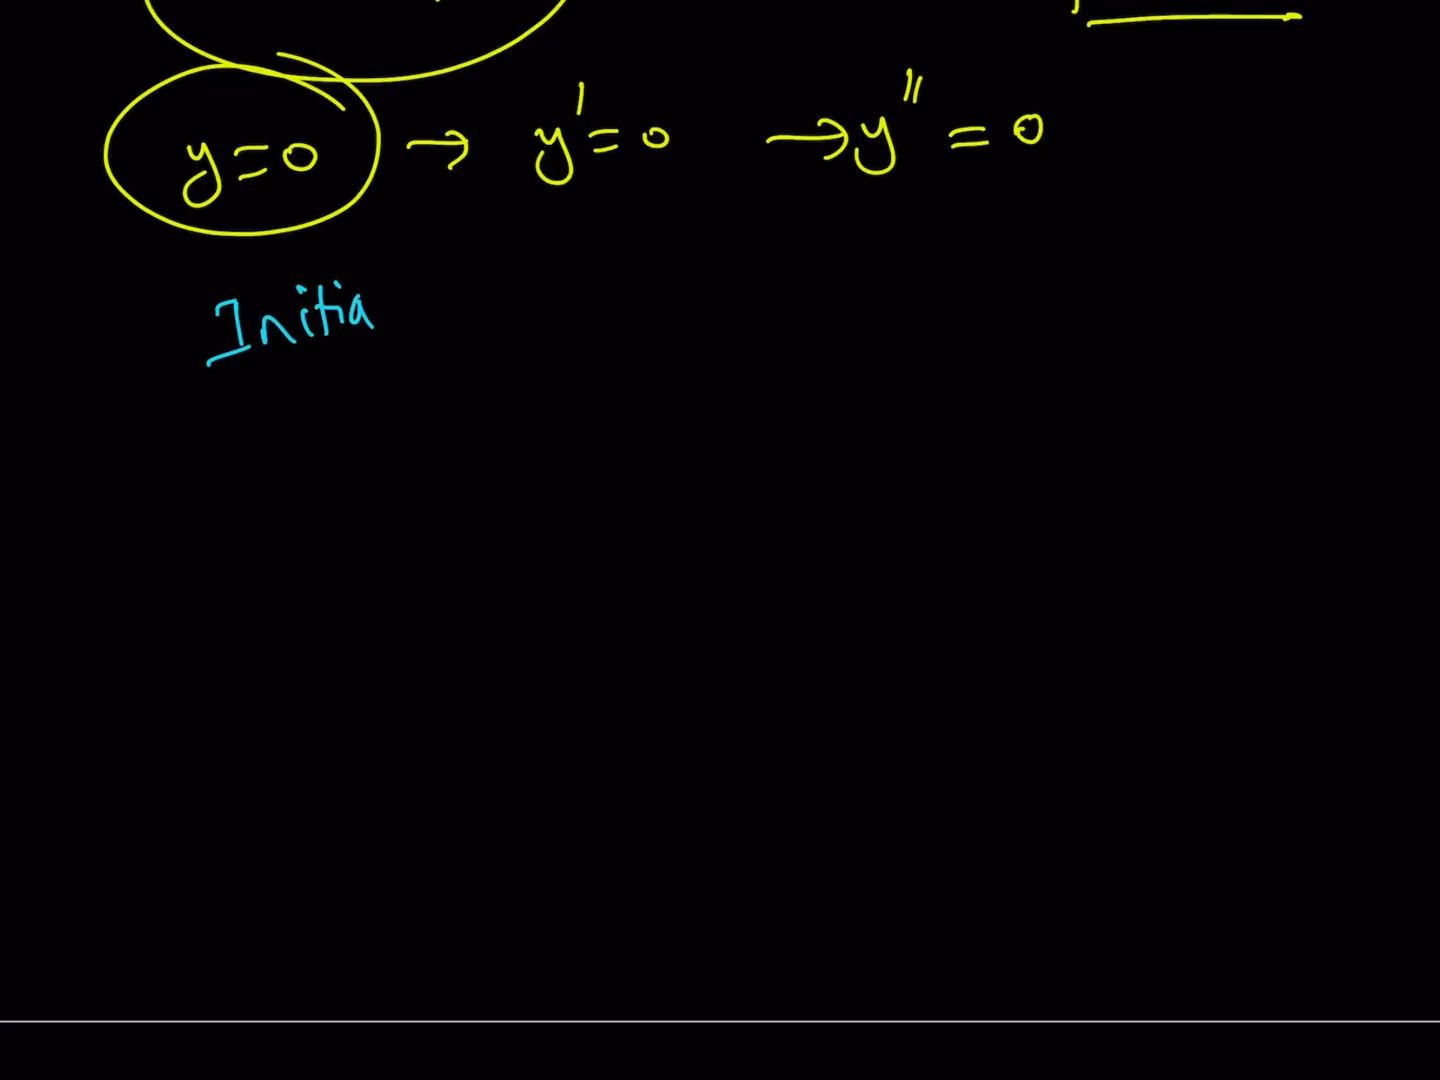 y=0 → y'=0 → y''=0
Initia